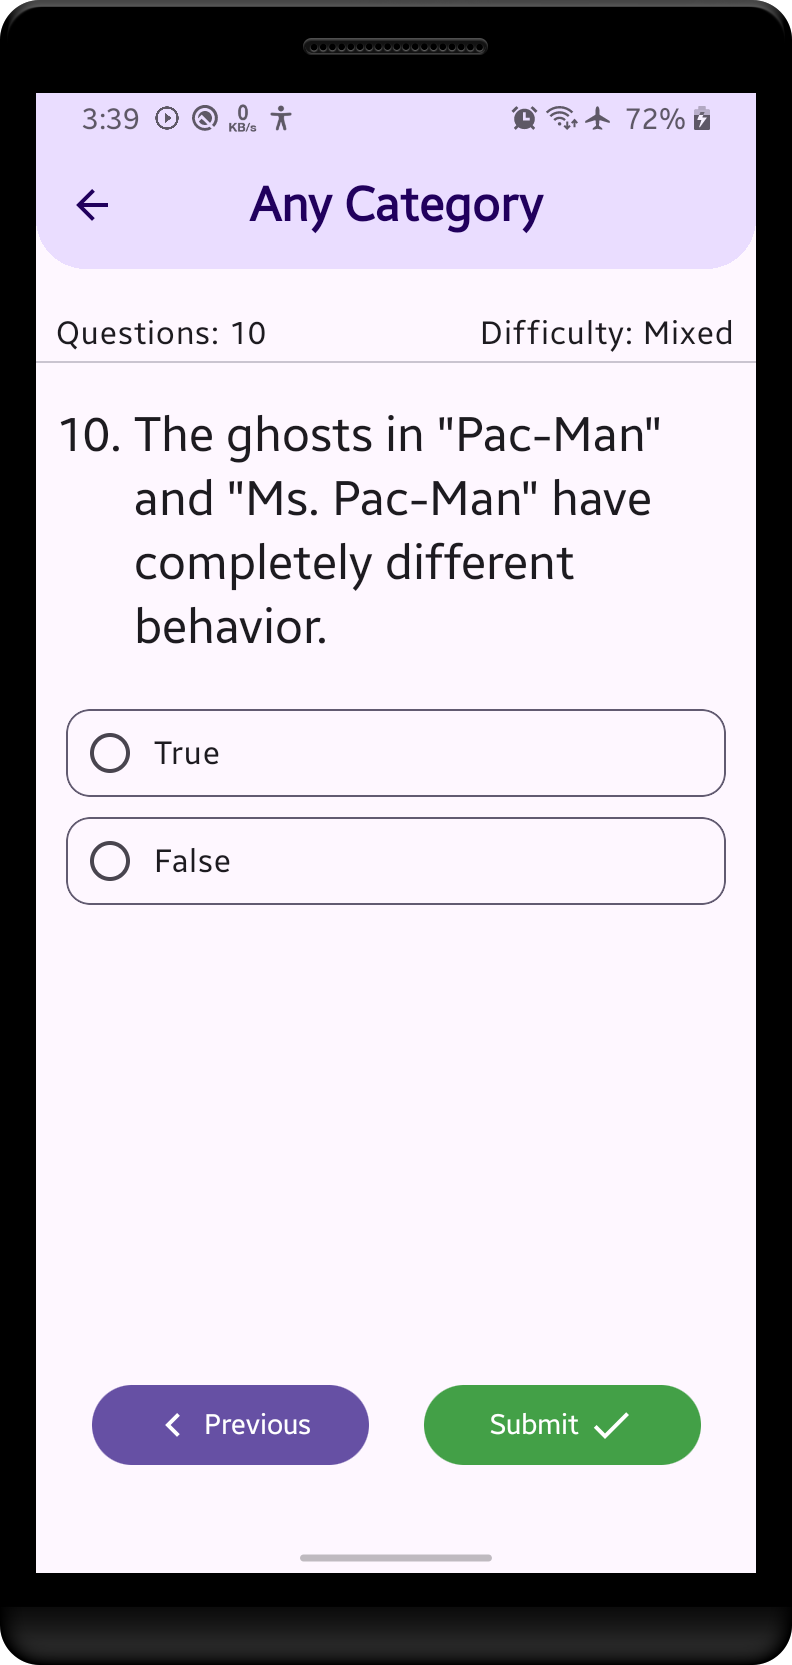 3:39 0 KB/s 72%
Any Category
Questions: 10 Difficulty: Mixed
10. The ghosts in "Pac-Man"
and "Ms. Pac-Man" have
completely different
behavior.
True
False
Previous Submit